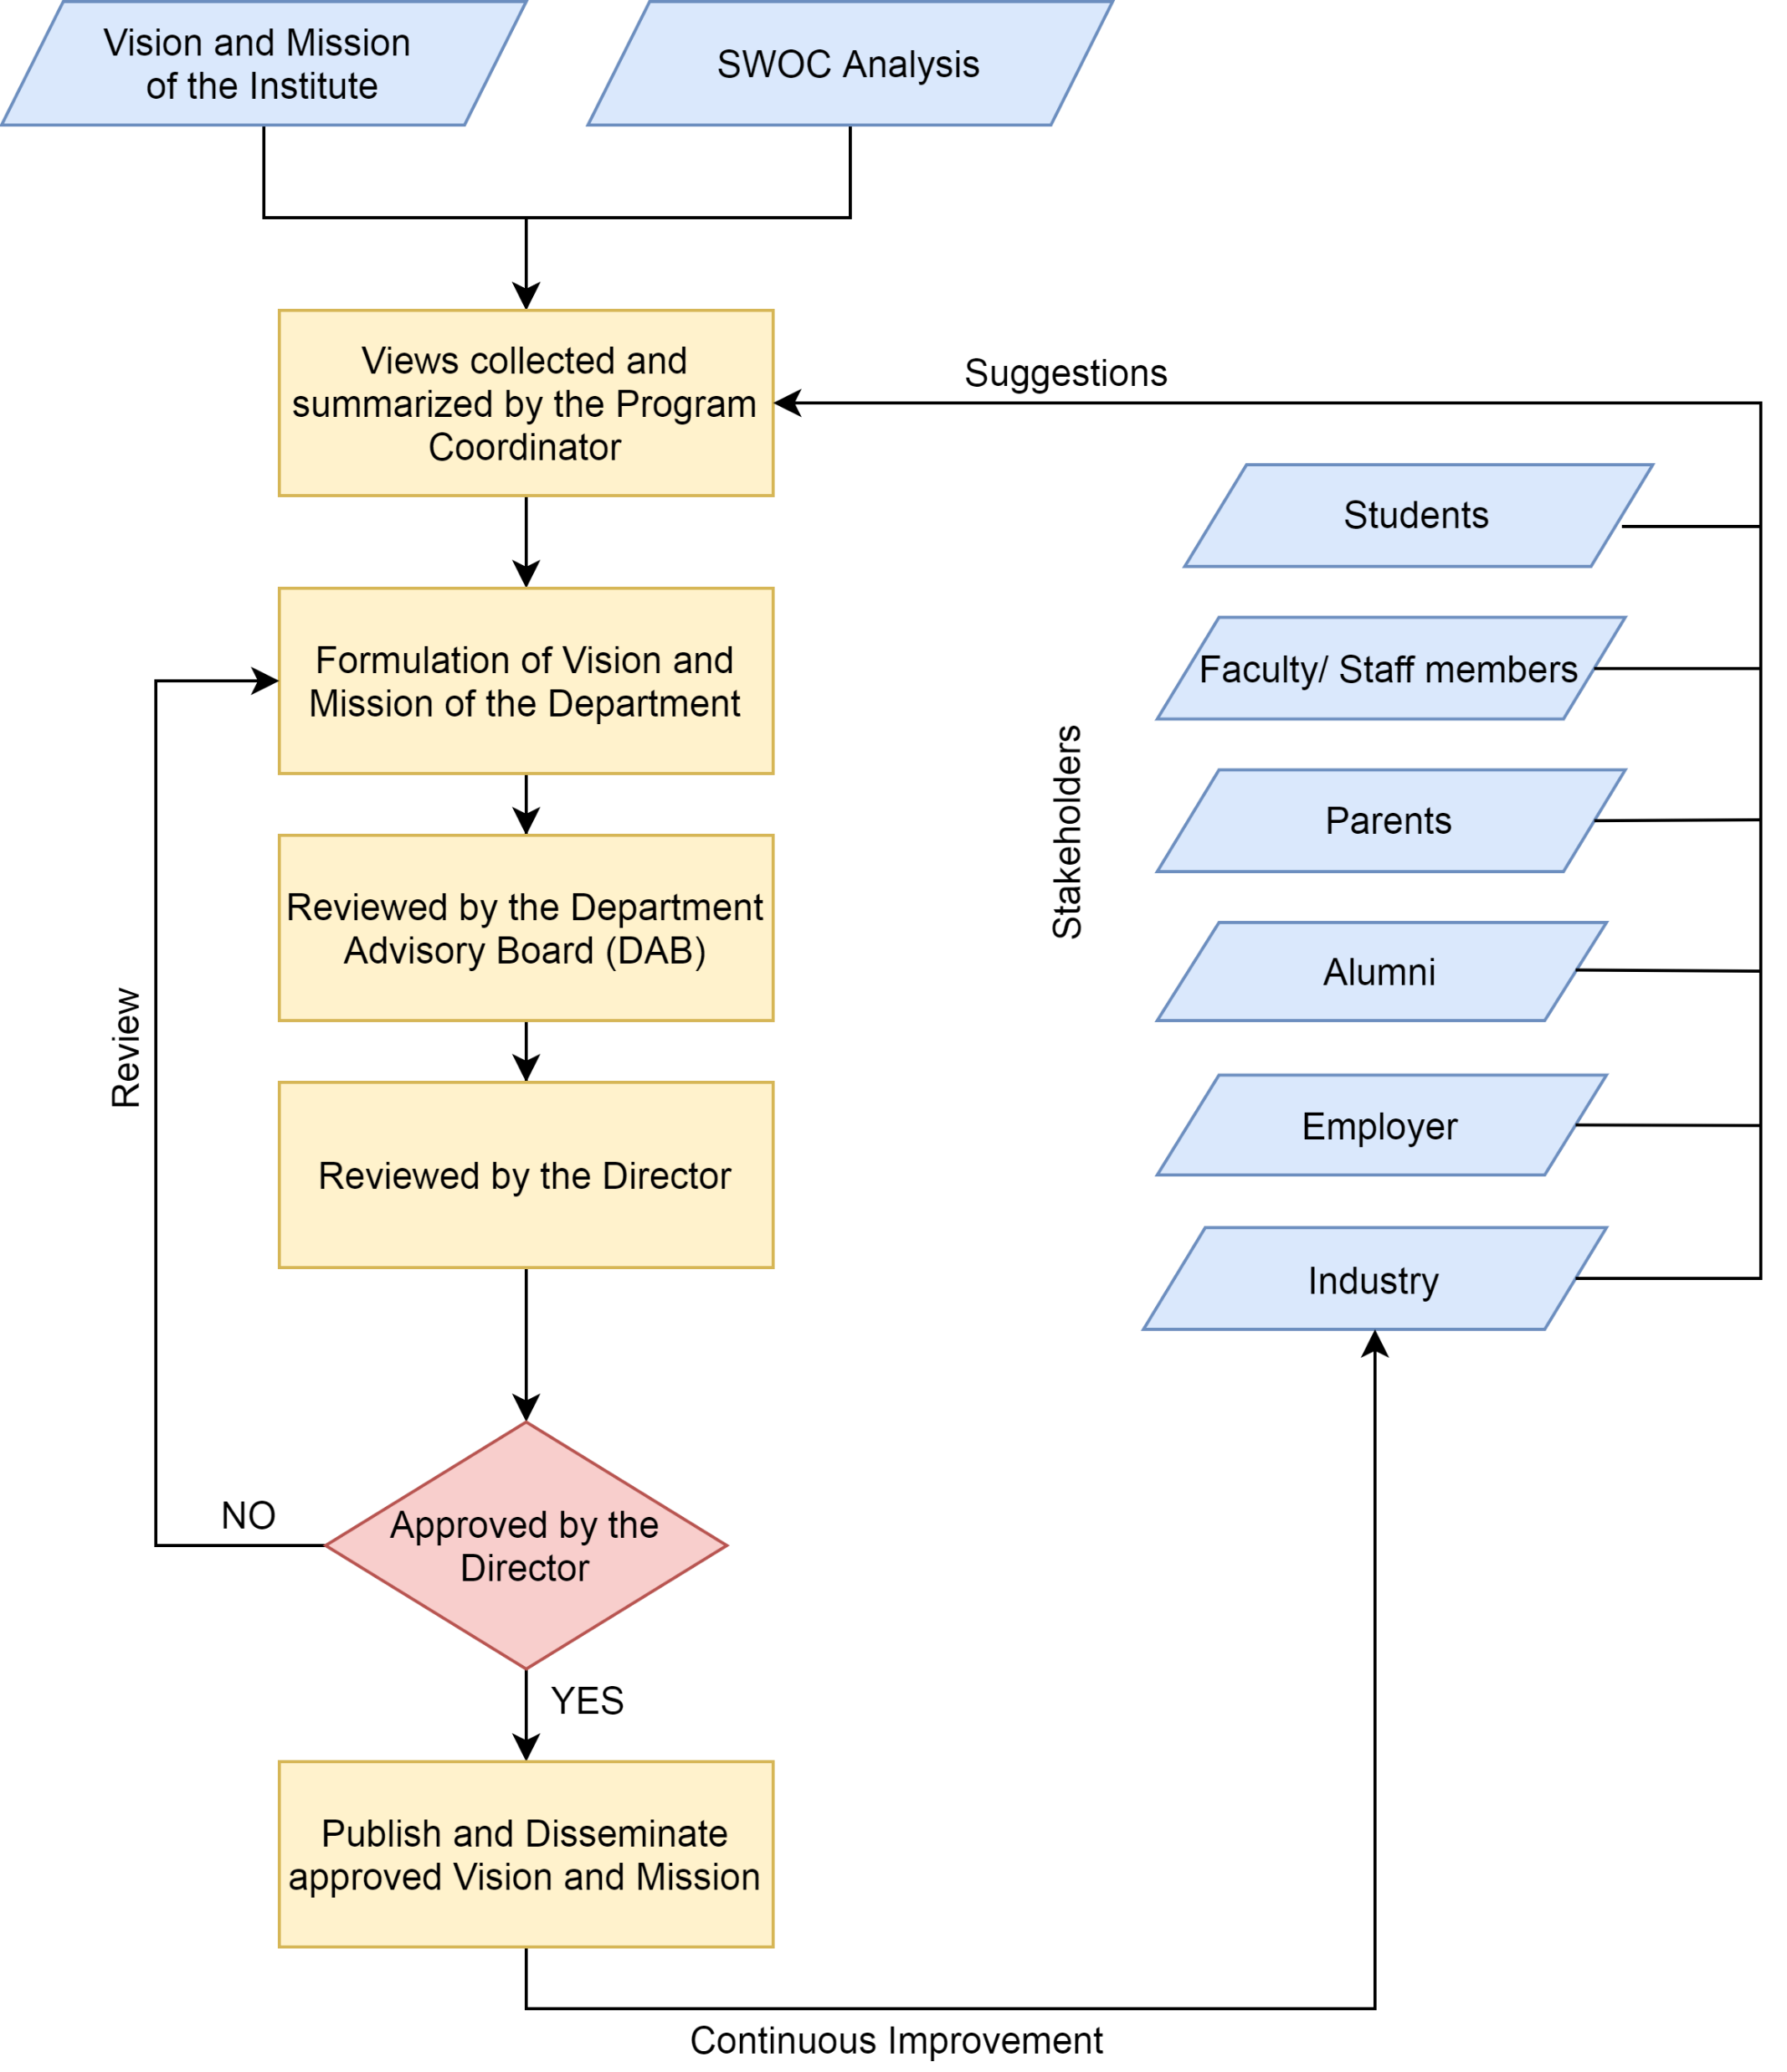 Vision and Mission
of the Institute
SWOC Analysis
Views collected and
summarized by the Program
Coordinator
Suggestions
Students
Formulation of Vision and
Mission of the Department
Faculty/ Staff members
Stakeholders
Parents
Reviewed by the Department
Advisory Board (DAB)
Alumni
Review
Employer
Reviewed by the Director
Industry
NO
Approved by the
Director
YES
Publish and Disseminate
approved Vision and Mission
Continuous Improvement